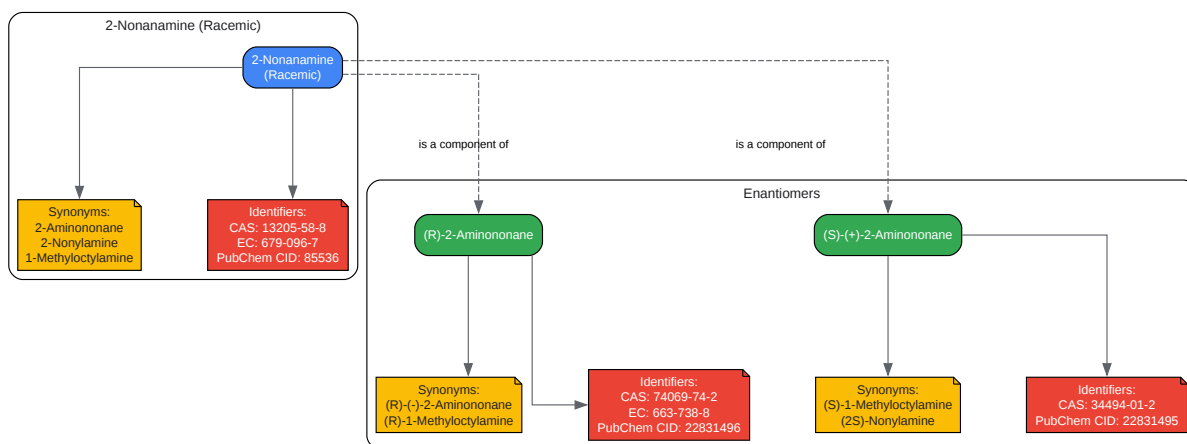 2-Nonanamine (Racemic)
2-Nonanamine
(Racemic)
is a component of
is a component of
Synonyms:
2-Aminononane
2-Nonylamine
1-Methyloctylamine
Identifiers:
CAS: 13205-58-8
EC: 679-096-7
PubChem CID: 85536
Enantiomers
(R)-2-Aminononane
(S)-(+)-2-Aminononane
Synonyms:
(R)-(-)-2-Aminononane
(R)-1-Methyloctylamine
Identifiers:
CAS: 74069-74-2
EC: 663-738-8
PubChem CID: 22831496
Synonyms:
(S)-1-Methyloctylamine
(2S)-Nonylamine
Identifiers:
CAS: 34494-01-2
PubChem CID: 22831495